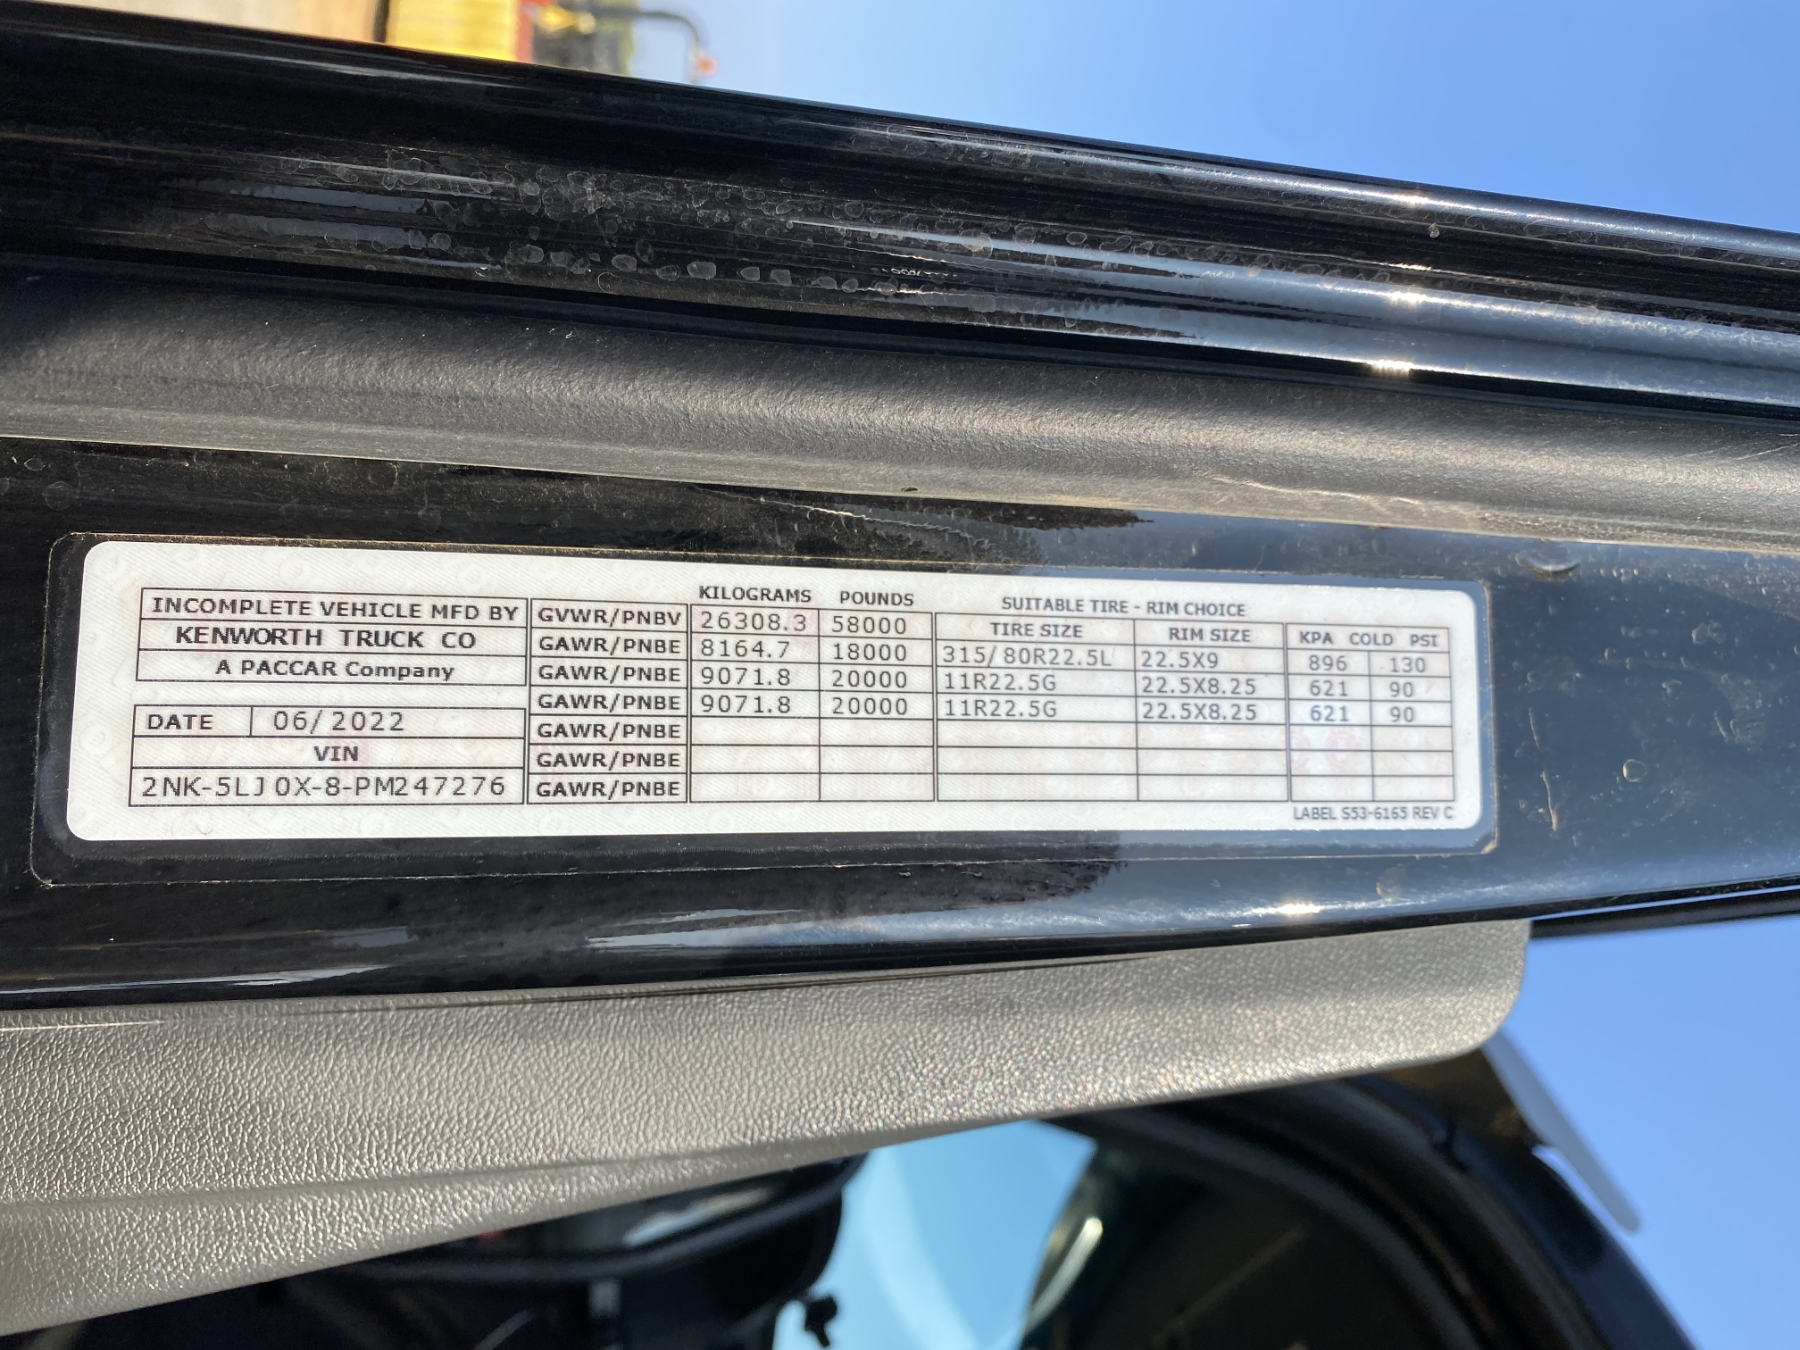 KILOGRAMS POUNDS
INCOMPLETE VEHICLE MFD BY
KENWORTH TRUCK CO
A PACCAR Company
DATE 06/2022
VIN
2NK-5LJ0X-8-PM247276
GVWR/PNBV 26308.3 58000
GAWR/PNBE 8164.7 18000
GAWR/PNBE 9071.8 20000
GAWR/PNBE 9071.8 20000
GAWR/PNBE
GAWR/PNBE
GAWR/PNBE
SUITABLE TIRE - RIM CHOICE
TIRE SIZE RIM SIZE KPA COLD PSI
315/80R22.5L 22.5X9 896 130
11R22.5G 22.5X8.25 621 90
11R22.5G 22.5X8.25 621 90
LABEL S53-6165 REV C